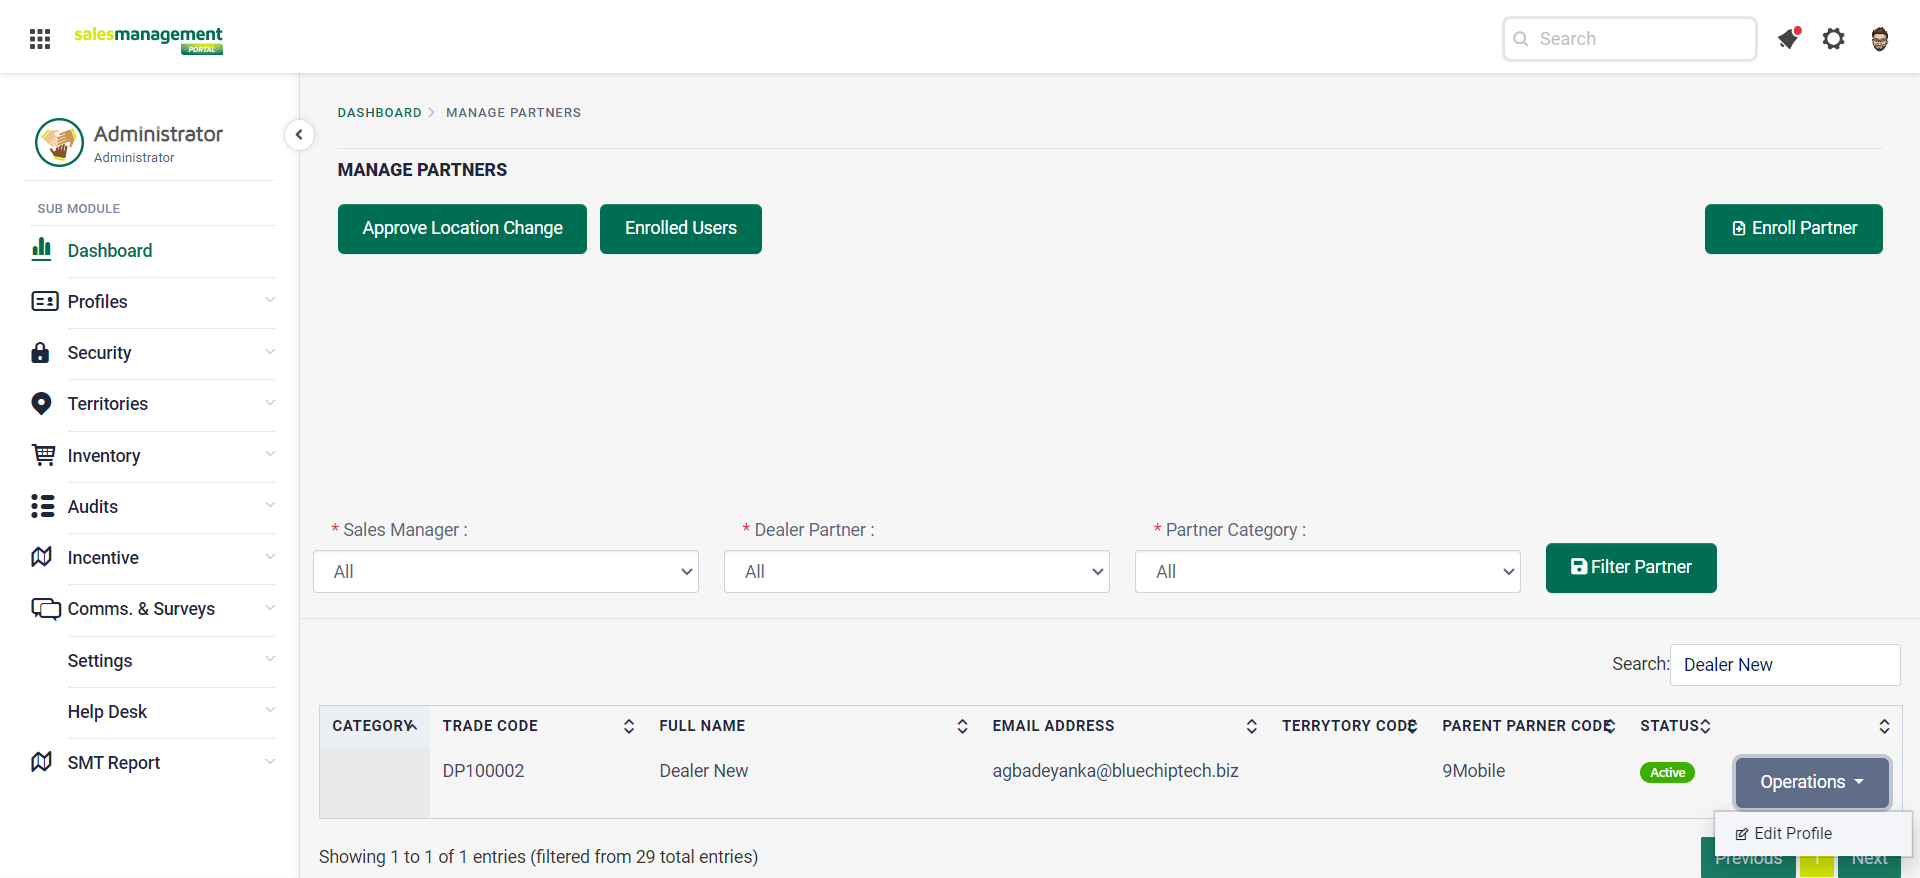 salesmanagement
PORTAL
Search
Administrator
Administrator
SUB MODULE
Dashboard
Profiles
Security
Territories
Inventory
Audits
Incentive
Comms. & Surveys
Settings
Help Desk
SMT Report
DASHBOARD > MANAGE PARTNERS
MANAGE PARTNERS
Approve Location Change Enrolled Users Enroll Partner
* Sales Manager : * Dealer Partner : * Partner Category :
All All All Filter Partner
Search: Dealer New
CATEGORY TRADE CODE FULL NAME EMAIL ADDRESS TERRYTORY CODE PARENT PARNER CODE STATUS
DP100002 Dealer New agbadeyanka@bluechiptech.biz 9Mobile Active Operations
Edit Profile
Showing 1 to 1 of 1 entries (filtered from 29 total entries)
Previous 1 Next